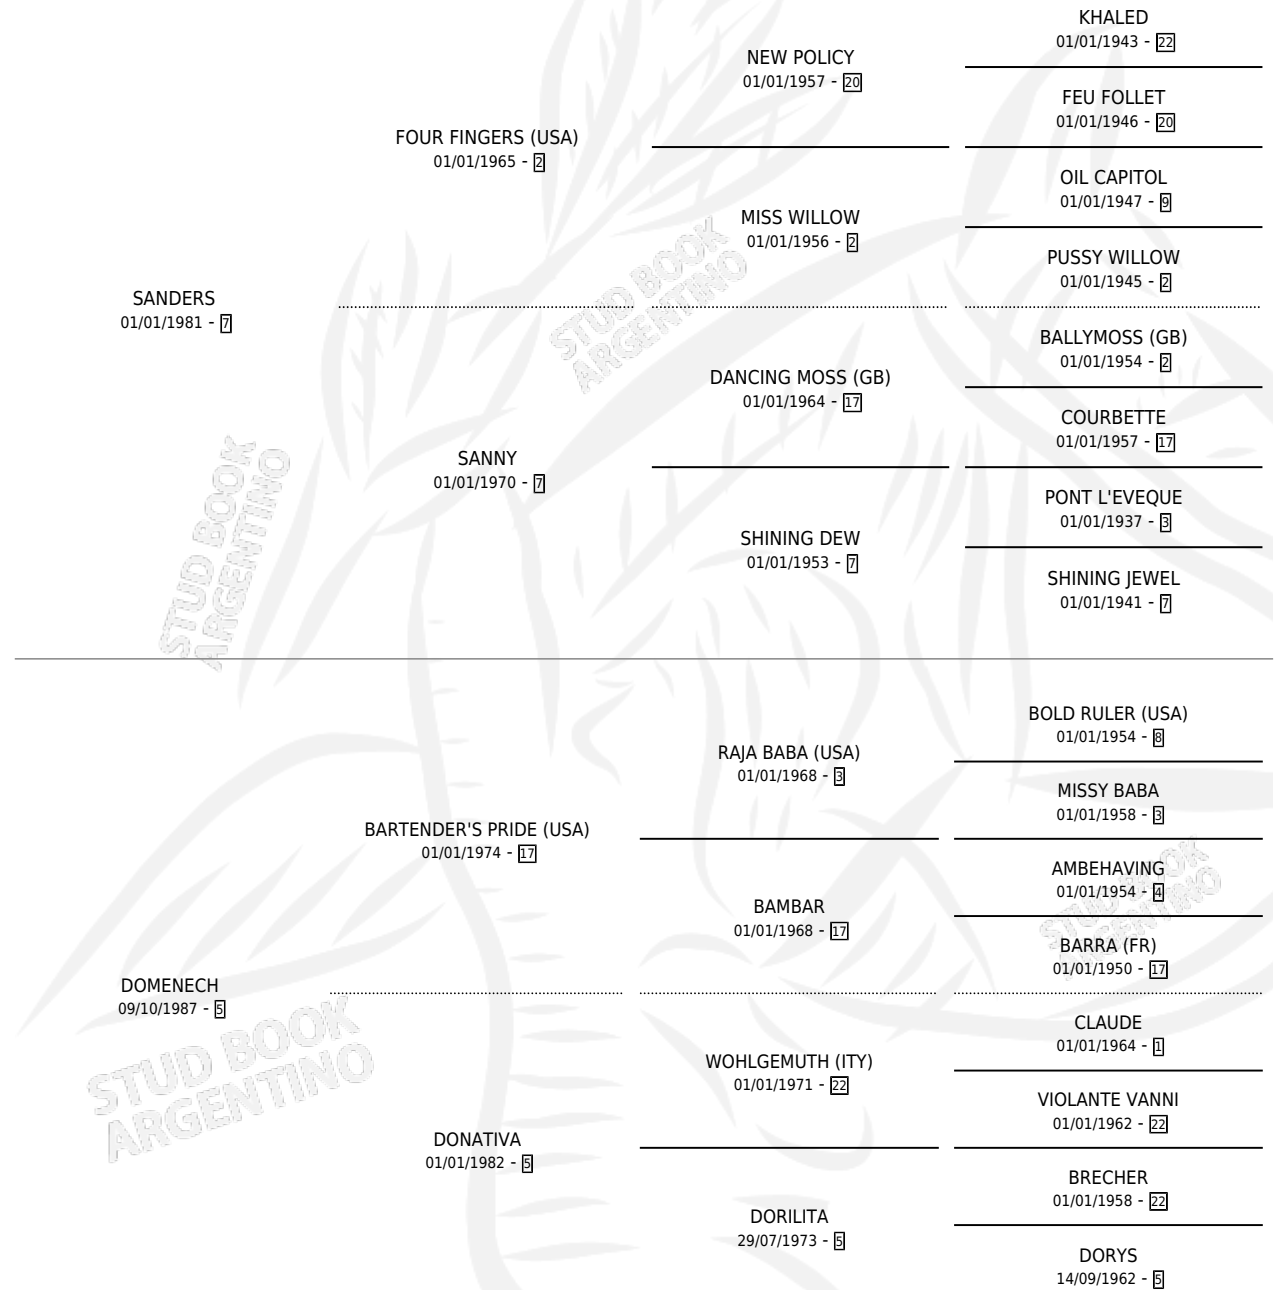 KHALED
01/01/1943 - 22
NEW POLICY
01/01/1957 - 20
FEU FOLLET
01/01/1946 - 20
FOUR FINGERS (USA)
01/01/1965 - 2
OIL CAPITOL
01/01/1947 - 9
MISS WILLOW
01/01/1956 - 2
PUSSY WILLOW
01/01/1945 - 2
SANDERS
01/01/1981 - 7
STUD BOOK
ARGENTINO
BALLYMOSS (GB)
01/01/1954 - 2
DANCING MOSS (GB)
01/01/1964 - 17
COURBETTE
01/01/1957 - 17
SANNY
01/01/1970 - 7
PONT L'EVEQUE
01/01/1937 - 3
SHINING DEW
01/01/1953 - 7
SHINING JEWEL
01/01/1941 - 7
STUD BOOK
ARGENTINO
BOLD RULER (USA)
01/01/1954 - 8
RAJA BABA (USA)
01/01/1968 - 3
MISSY BABA
01/01/1958 - 3
BARTENDER'S PRIDE (USA)
01/01/1974 - 17
AMBEHAVING
01/01/1954 - 4
BAMBAR
01/01/1968 - 17
STUD BOOK
ARGENTINO
BARRA (FR)
01/01/1950 - 17
DOMENECH
09/10/1987 - 5
CLAUDE
01/01/1964 - 1
WOHLGEMUTH (ITY)
01/01/1971 - 22
VIOLANTE VANNI
01/01/1962 - 22
STUD BOOK
ARGENTINO
DONATIVA
01/01/1982 - 5
BRECHER
01/01/1958 - 22
DORILITA
29/07/1973 - 5
DORYS
14/09/1962 - 5